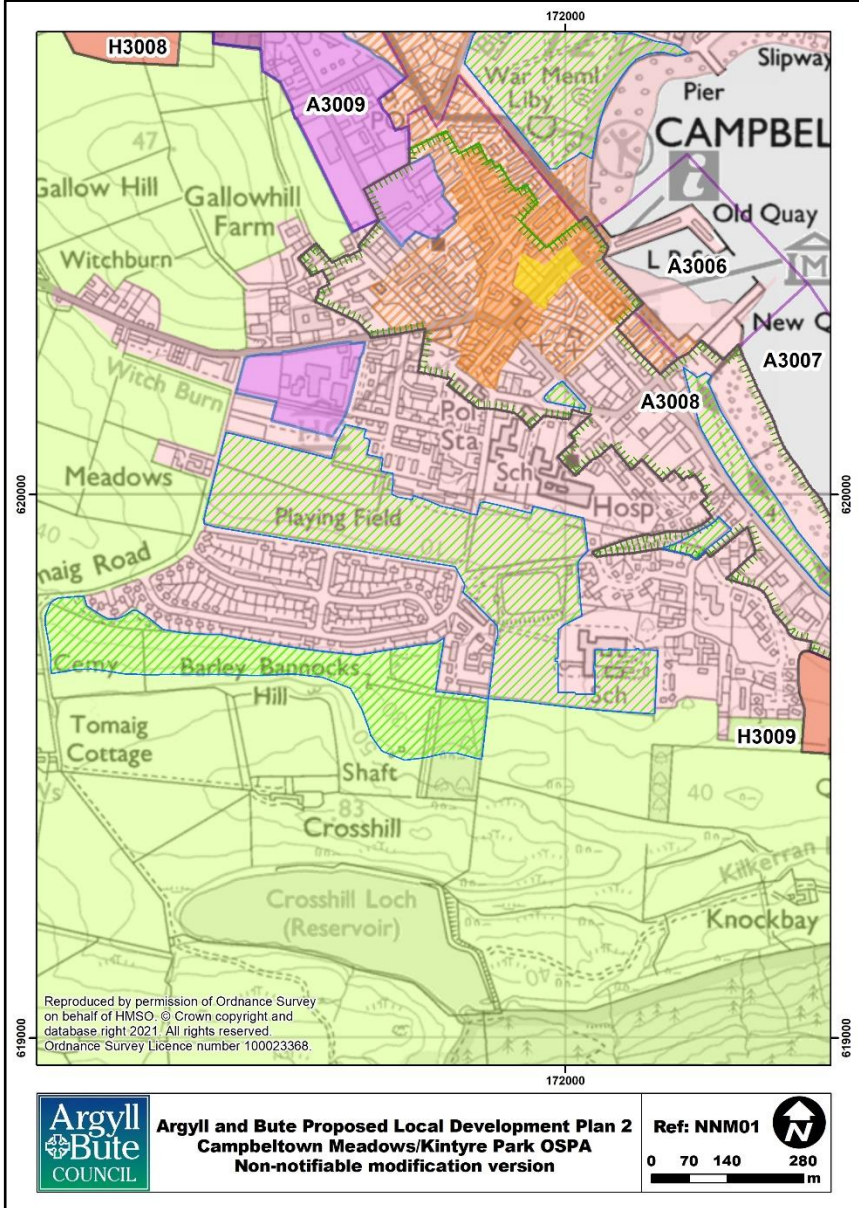 172000
H3008
A3009
War Meml
Liby
Slipway
Pier
CAMPBEL
47
Gallow Hill
Gallowhill
Farm
Old Quay
Witchburn
A3006
New Q
A3007
Witch Burn
A3008
Pol
Sta
Meadows
Sch
Hosp
620000
620000
Playing Field
40
naig Road
4
Cemy
Barley Bannocks
Hill
Sch
Tomaig
Cottage
H3009
Shaft
40
83
Crosshill
Kilkerran
Crosshill Loch
(Reservoir)
Knockbay
40
Reproduced by permission of Ordnance Survey
on behalf of HMSO. © Crown copyright and
database right 2021. All rights reserved.
Ordnance Survey Licence number 100023368.
619000
619000
172000
Argyll
&Bute
COUNCIL
Argyll and Bute Proposed Local Development Plan 2
Campbeltown Meadows/Kintyre Park OSPA
Non-notifiable modification version
Ref: NNM01
N
0 70 140 280
m